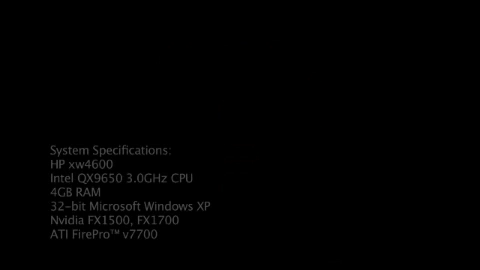 System Specifications:
HP xw4600
Intel QX9650 3.0GHz CPU
4GB RAM
32-bit Microsoft Windows XP
Nvidia FX1500, FX1700
ATI FirePro™ v7700